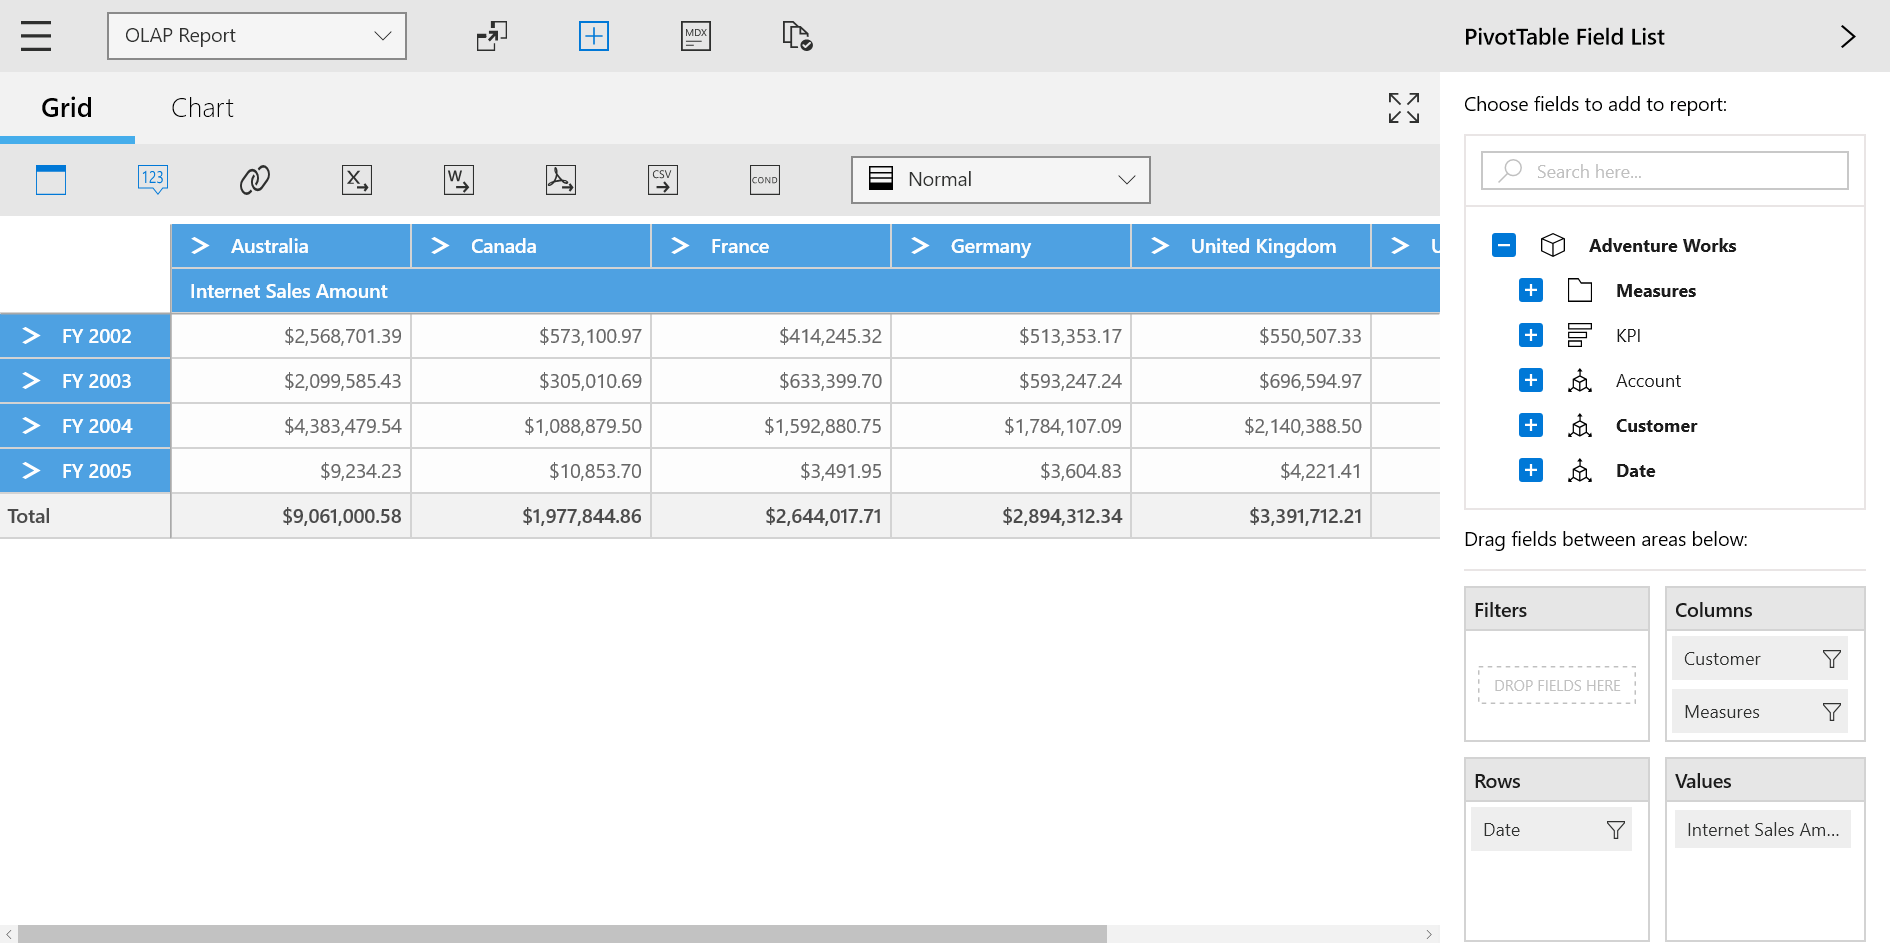 OLAP Report
MDX
PivotTable Field List
Grid
Chart
Choose fields to add to report:
123
X
W
CSV
COND
Normal
Search here...
Australia
Canada
France
Germany
United Kingdom
Internet Sales Amount
FY 2002 $2,568,701.39 $573,100.97 $414,245.32 $513,353.17 $550,507.33
FY 2003 $2,099,585.43 $305,010.69 $633,399.70 $593,247.24 $696,594.97
FY 2004 $4,383,479.54 $1,088,879.50 $1,592,880.75 $1,784,107.09 $2,140,388.50
FY 2005 $9,234.23 $10,853.70 $3,491.95 $3,604.83 $4,221.41
Total $9,061,000.58 $1,977,844.86 $2,644,017.71 $2,894,312.34 $3,391,712.21
Adventure Works
Measures
KPI
Account
Customer
Date
Drag fields between areas below:
Filters
DROP FIELDS HERE
Columns
Customer
Measures
Rows
Date
Values
Internet Sales Am...